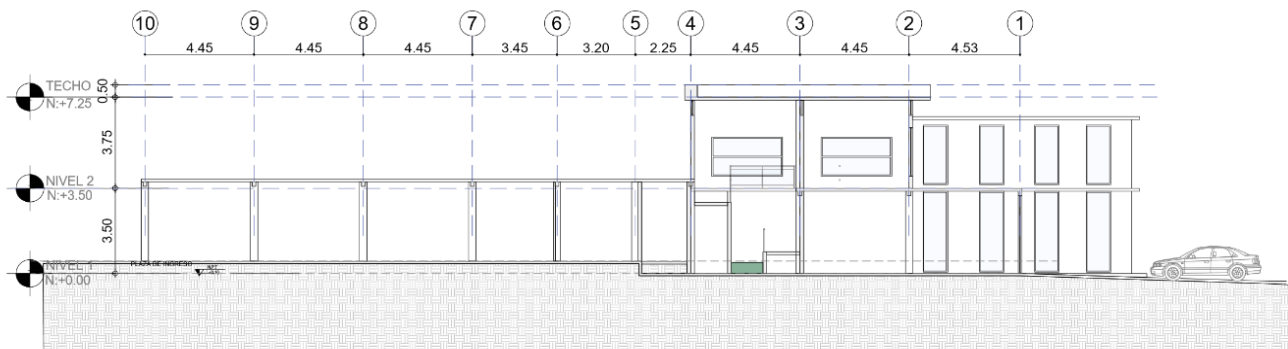 10 9 8 7 6 5 4 3 2 1
4.45 4.45 4.45 3.45 3.20 2.25 4.45 4.45 4.53
TECHO
N:+7.25
0.50
3.75
NIVEL 2
N:+3.50
3.50
NIVEL 1
N:+0.00
PLAZA DE INGRESO